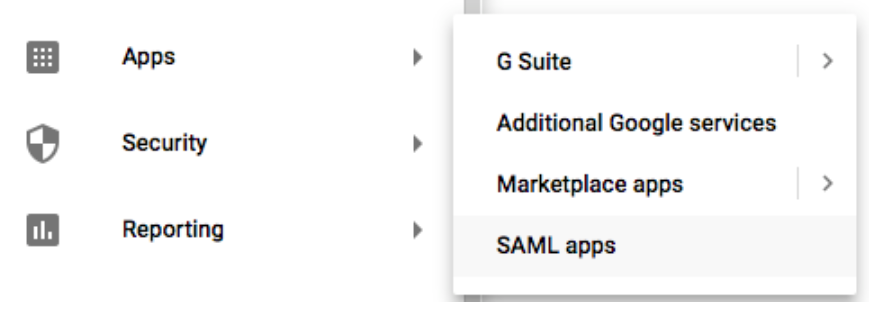 Apps
Security
Reporting
G Suite
Additional Google services
Marketplace apps
SAML apps